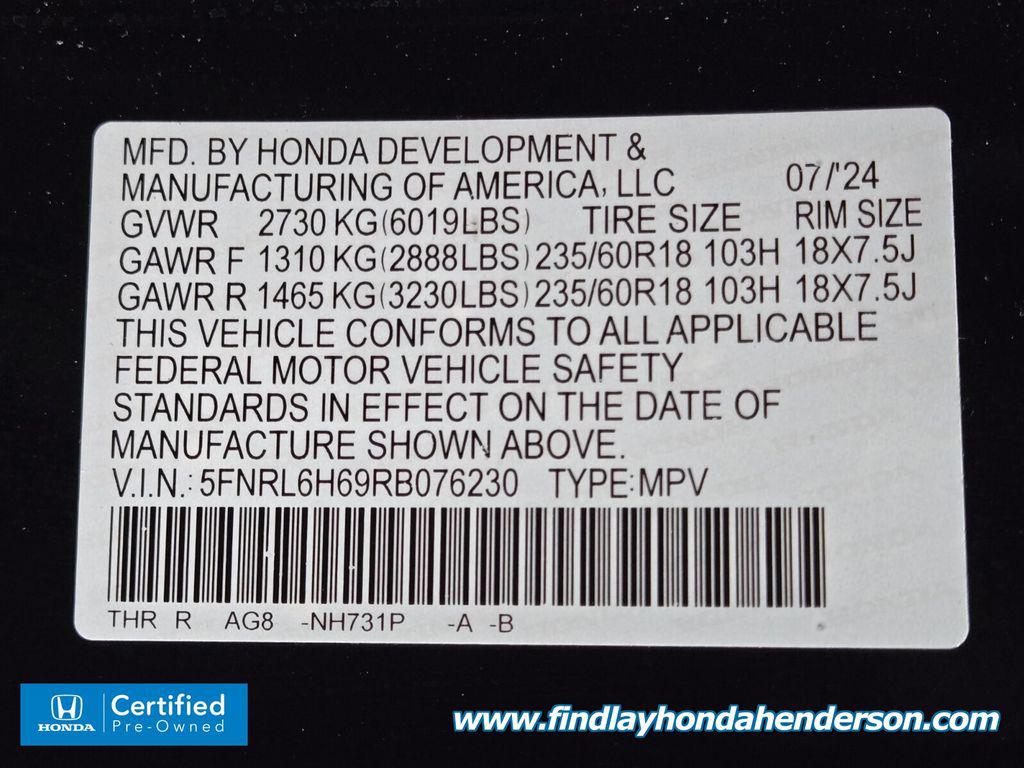 MFD. BY HONDA DEVELOPMENT &
MANUFACTURING OF AMERICA, LLC 07/'24
GVWR 2730 KG(6019LBS) TIRE SIZE RIM SIZE
GAWR F 1310 KG(2888LBS) 235/60R18 103H 18X7.5J
GAWR R 1465 KG(3230LBS) 235/60R18 103H 18X7.5J
THIS VEHICLE CONFORMS TO ALL APPLICABLE
FEDERAL MOTOR VEHICLE SAFETY
STANDARDS IN EFFECT ON THE DATE OF
MANUFACTURE SHOWN ABOVE.
V.I.N.: 5FNRL6H69RB076230 TYPE:MPV
THR R AG8 -NH731P -A -B
HONDA
Certified
Pre-Owned
www.findlayhondahenderson.com